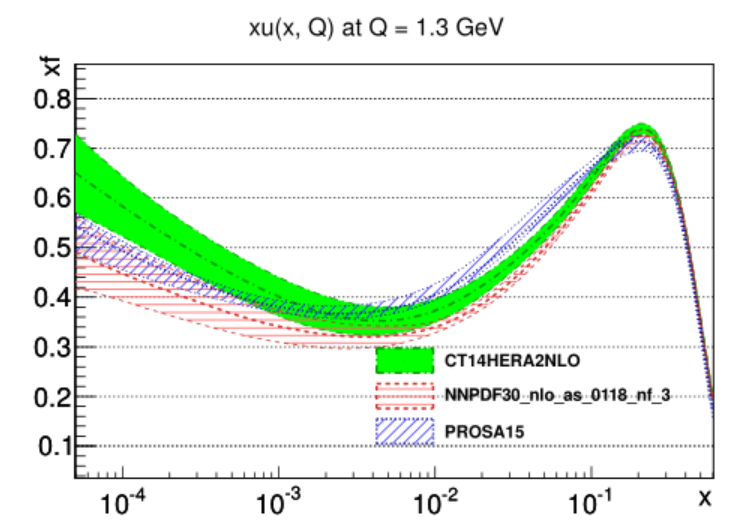 xu(x, Q) at Q = 1.3 GeV
xf
0.8
0.7
0.6
0.5
0.4
0.3
0.2
0.1
CT14HERA2NLO
NNPDF30_nlo_as_0118_nf_3
PROSA15
10⁻⁴ 10⁻³ 10⁻² 10⁻¹ x